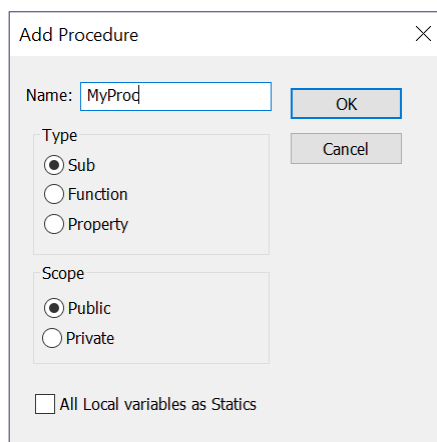 Add Procedure
Name: MyProc
OK
Cancel
Type
Sub
Function
Property
Scope
Public
Private
All Local variables as Statics